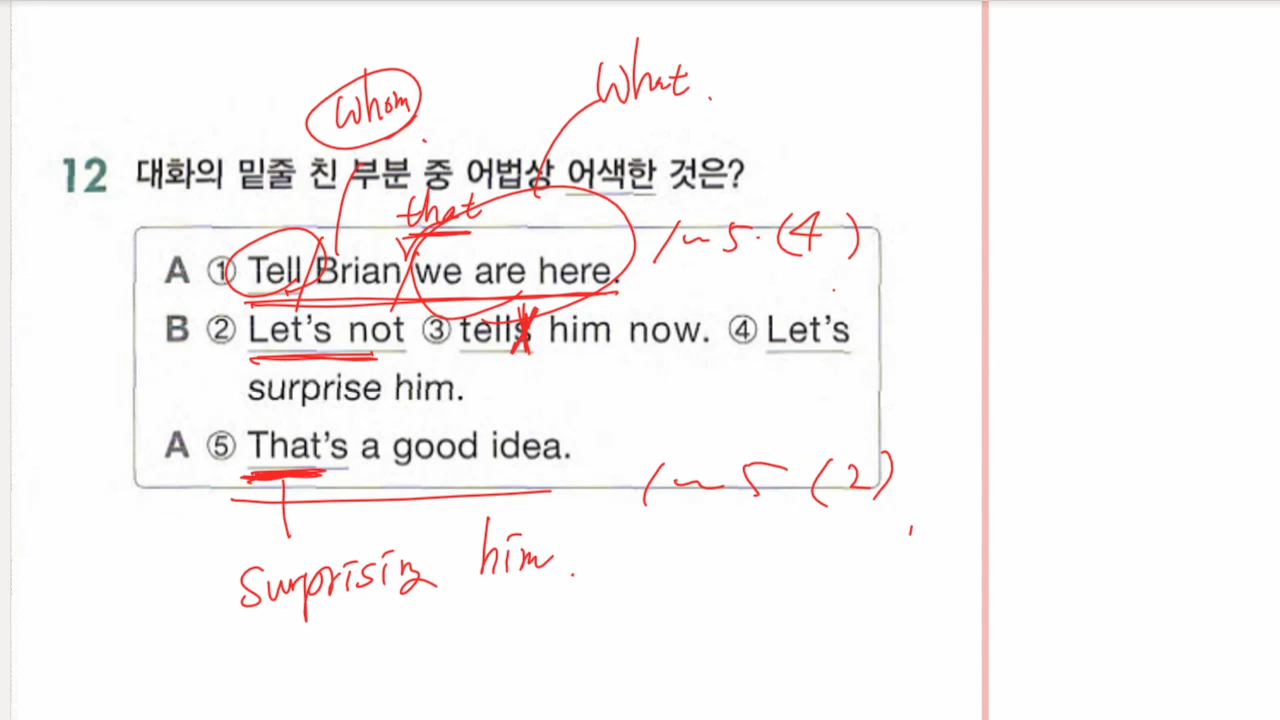 What.
whom
12 대화의 밑줄 친 부분 중 어법상 어색한 것은?
that
A ① Tell Brian we are here. 1~5.(4)
B ② Let's not ③ tells him now. ④ Let's
surprise him.
A ⑤ That's a good idea.
1~5 (2)
surprising him.